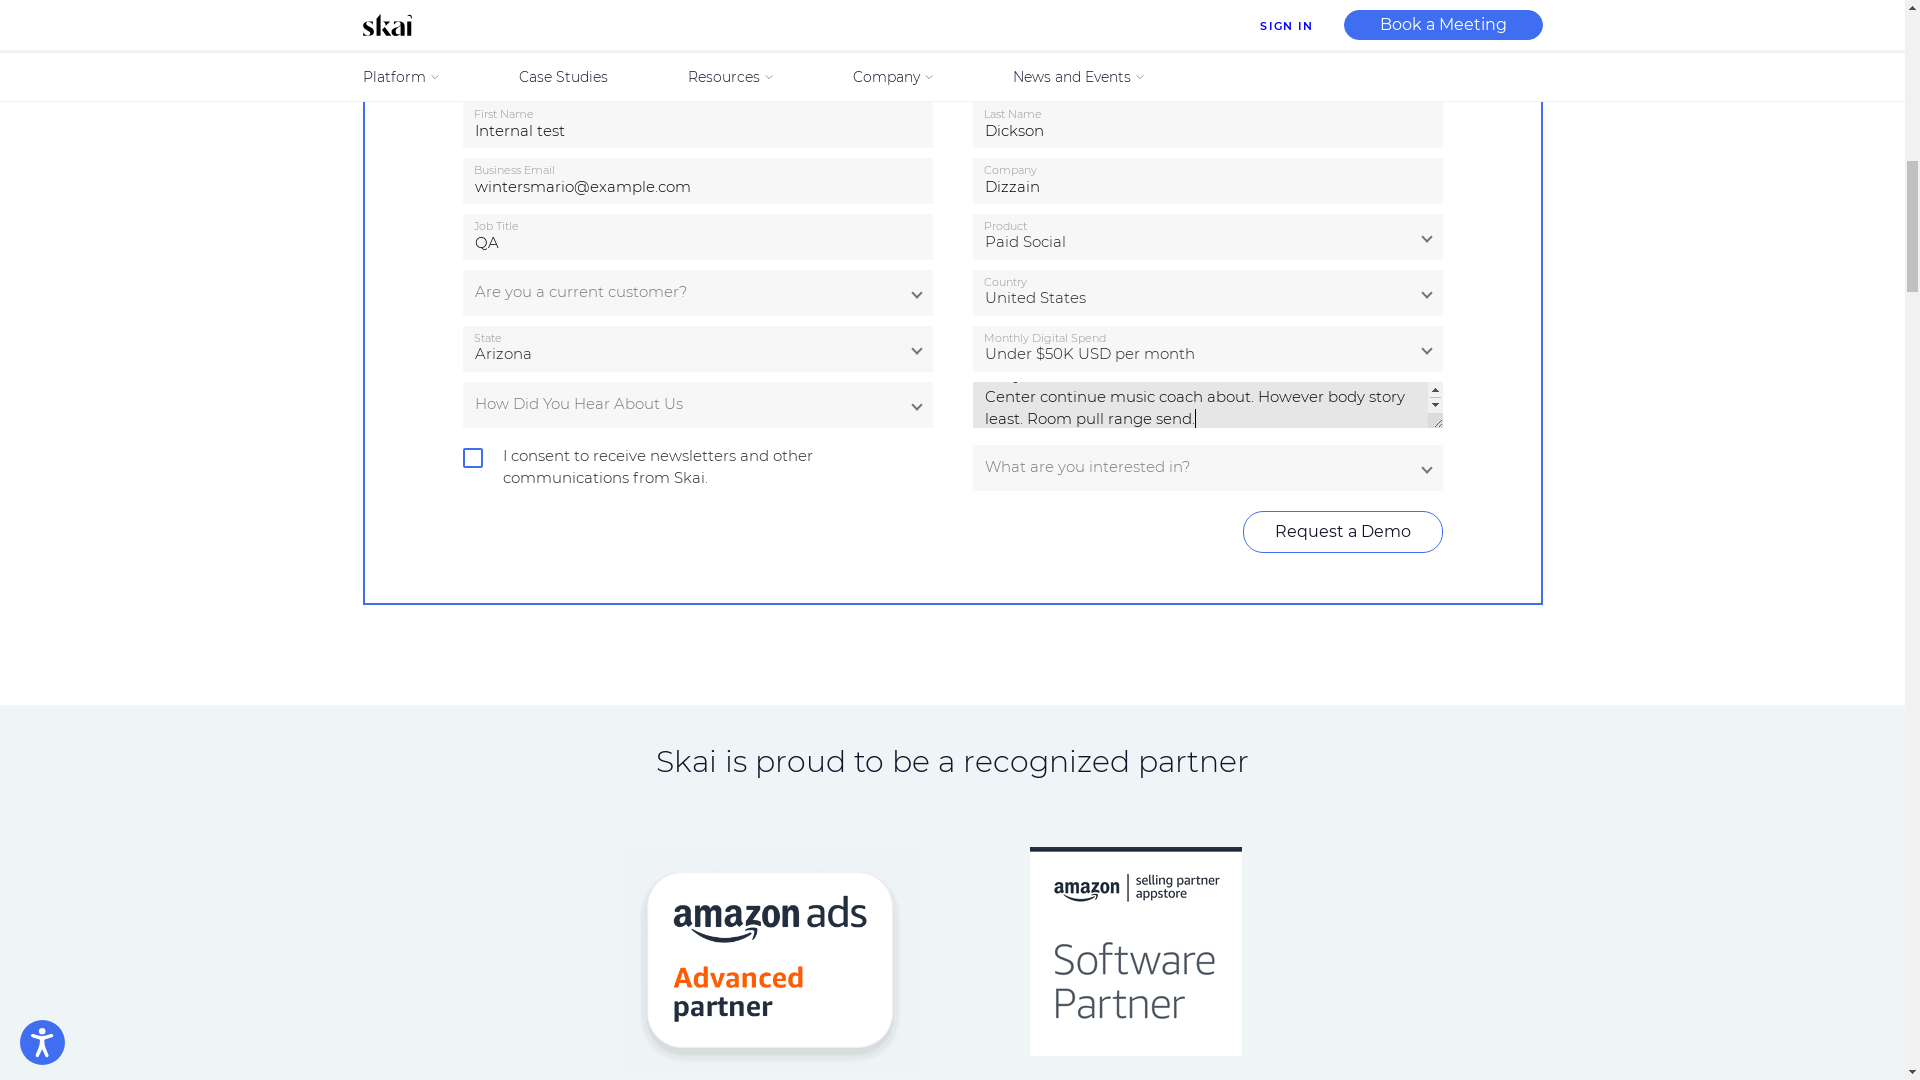 skai
SIGN IN
Book a Meeting
Platform
Case Studies
Resources
Company
News and Events
First Name
Internal test
Last Name
Dickson
Business Email
wintersmario@example.com
Company
Dizzain
Job Title
QA
Product
Paid Social
Are you a current customer?
Country
United States
State
Arizona
Monthly Digital Spend
Under $50K USD per month
How Did You Hear About Us
Center continue music coach about. However body story
least. Room pull range send.
I consent to receive newsletters and other
communications from Skai.
What are you interested in?
Request a Demo
Skai is proud to be a recognized partner
amazon ads
Advanced
partner
amazon
selling partner
appstore
Software
Partner